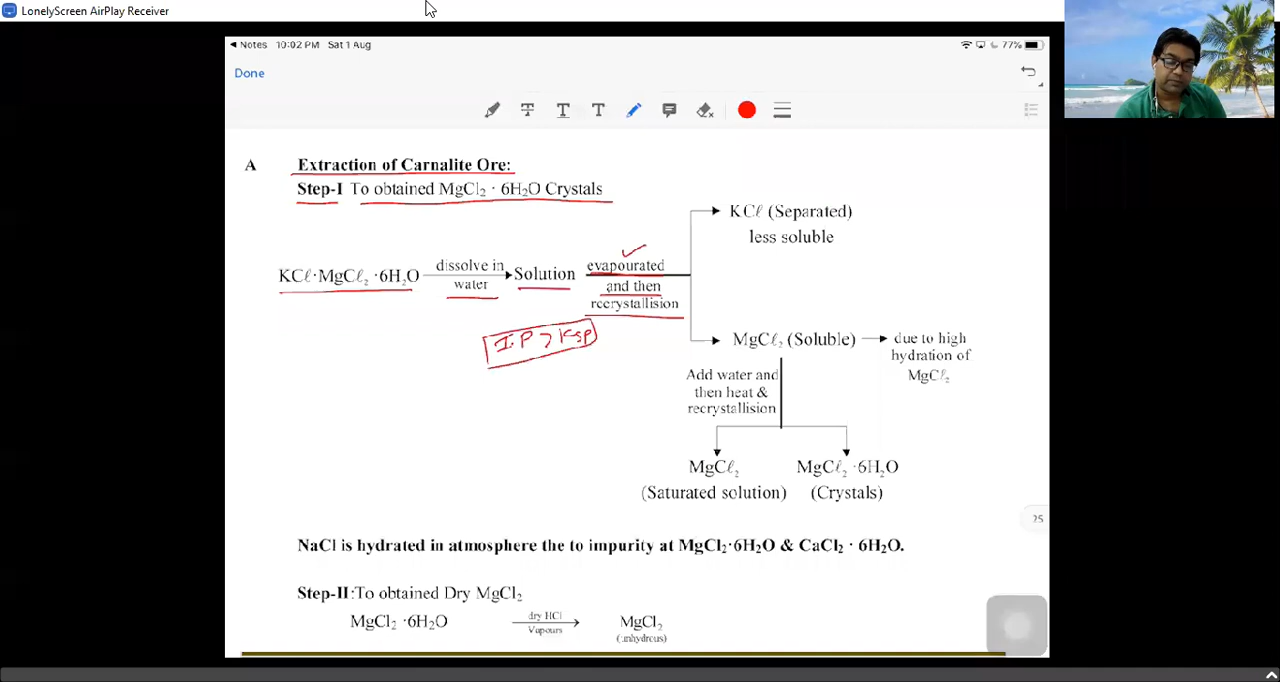 LonelyScreen AirPlay Receiver
Notes 10:02 PM Sat 1 Aug 77%
Done
A Extraction of Carnalite Ore:
Step-I To obtained MgCl₂ · 6H₂O Crystals
KCℓ (Separated)
less soluble
KCℓ·MgCℓ₂ ·6H₂O
dissolve in
water
Solution
evapourated
and then
recrystallision
I.P > Ksp
MgCℓ₂ (Soluble)
due to high
hydration of
MgCℓ₂
Add water and
then heat &
recrystallision
MgCℓ₂
(Saturated solution)
MgCℓ₂ ·6H₂O
(Crystals)
25
NaCl is hydrated in atmosphere the to impurity at MgCl₂·6H₂O & CaCl₂ · 6H₂O.
Step-II :To obtained Dry MgCl₂
MgCl₂ ·6H₂O
dry HCl
Vapours
MgCl₂
(anhydrous)